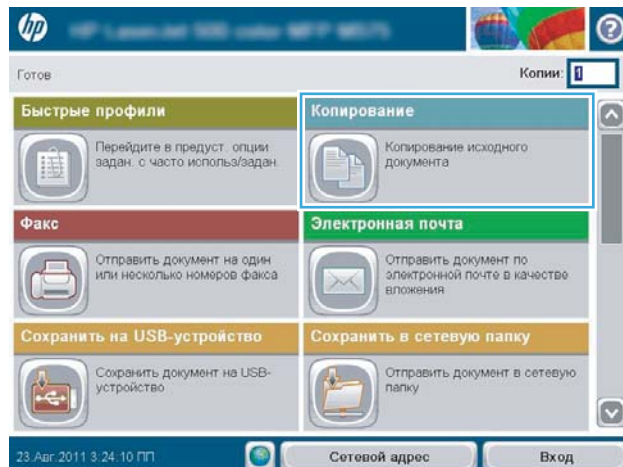 hp
?
Готов
Копии: 1
Быстрые профили
Перейдите в предуст. опции
задан. с часто использ/задан.
Копирование
Копирование исходного
документа
Факс
Отправить документ на один
или несколько номеров факса
Электронная почта
Отправить документ по
электронной почте в качестве
вложения
Сохранить на USB-устройство
Сохранить документ на USB-
устройство
Сохранить в сетевую папку
Отправить документ в сетевую
папку
23.Авг.2011 3:24:10 ПП
Сетевой адрес
Вход